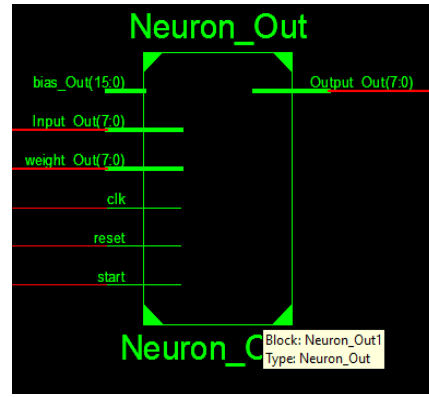 Neuron_Out
bias_Out(15:0)
Output_Out(7:0)
Input_Out(7:0)
weight_Out(7:0)
clk
reset
start
Neuron_O
Block: Neuron_Out1
Type: Neuron_Out